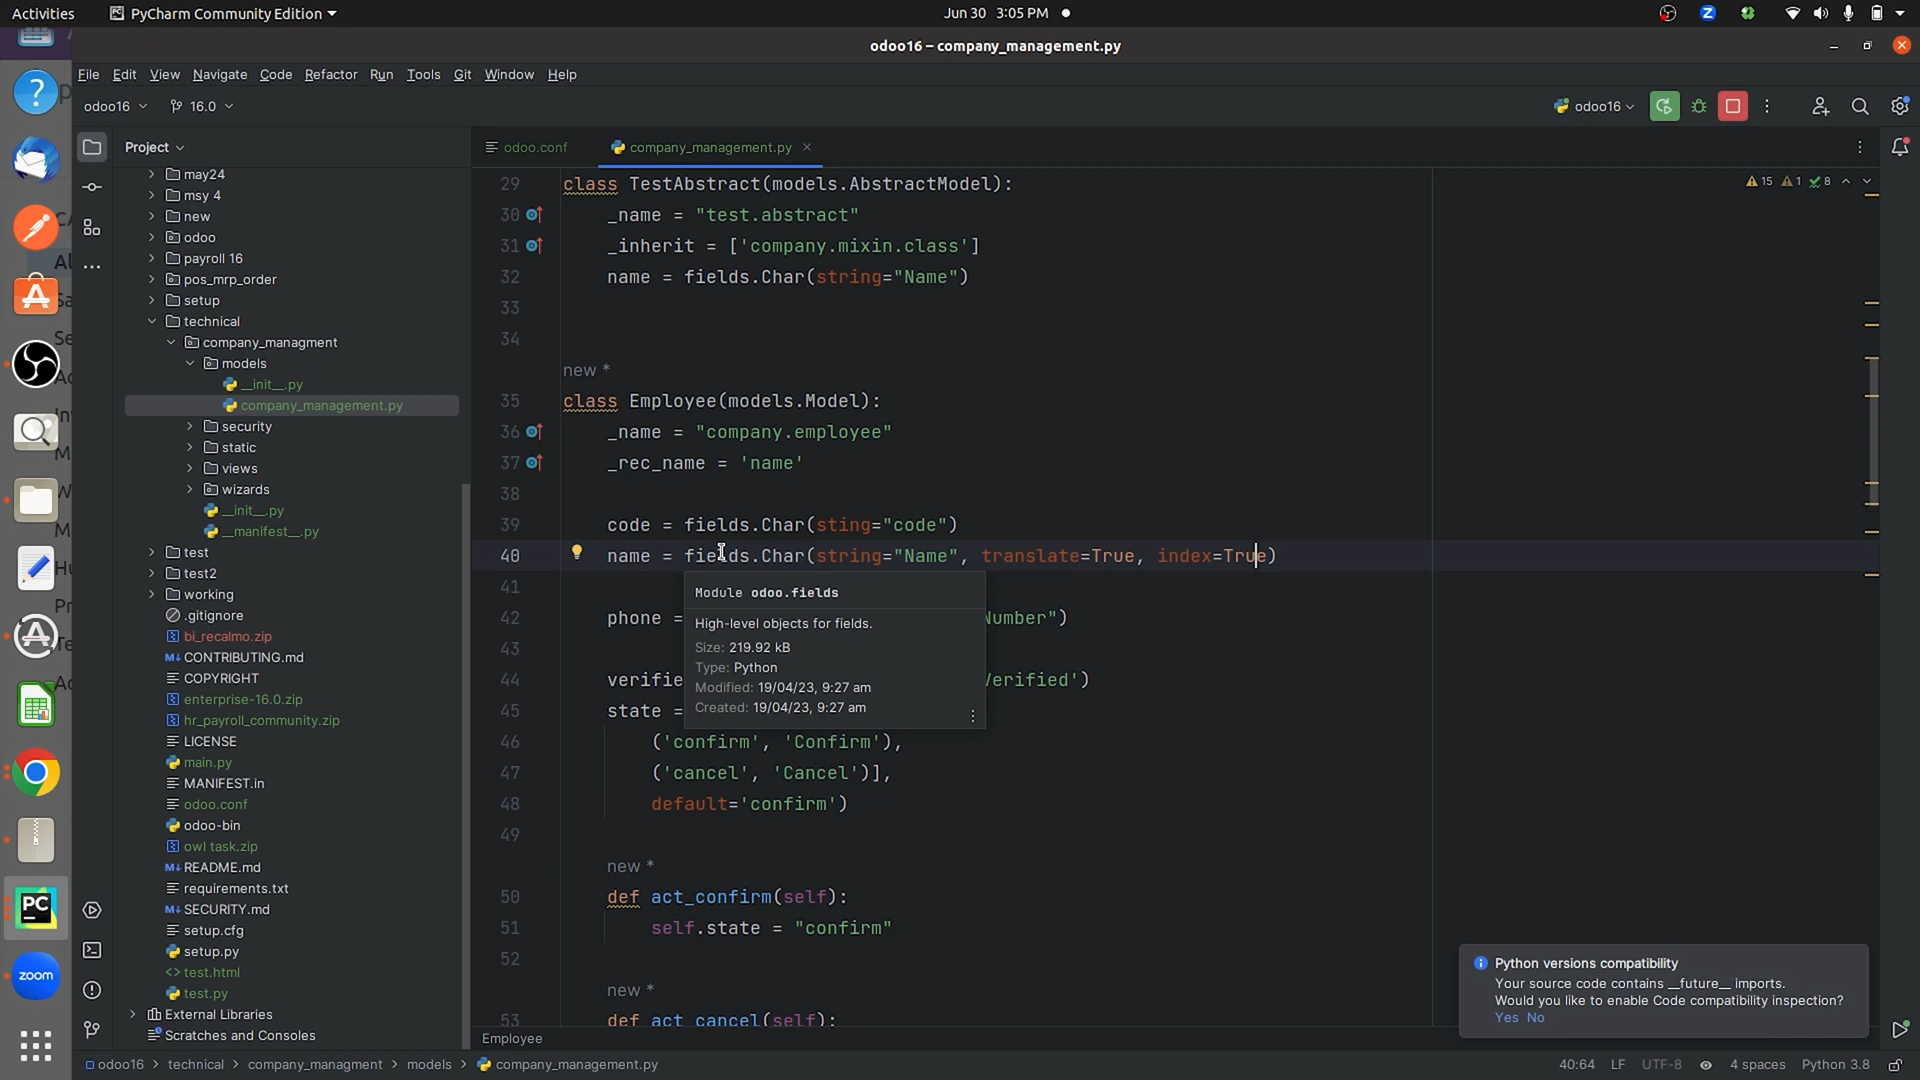 Activities
PyCharm Community Edition
Jun 30 3:05 PM
odoo16 – company_management.py
File Edit View Navigate Code Refactor Run Tools Git Window Help
odoo16
16.0
odoo16
Project
odoo.conf
company_management.py
15 1 8
may24
msy 4
new
odoo
payroll 16
pos_mrp_order
setup
technical
company_managment
models
__init__.py
company_management.py
security
static
views
wizards
__init__.py
__manifest__.py
test
test2
working
.gitignore
bi_recalmo.zip
CONTRIBUTING.md
COPYRIGHT
enterprise-16.0.zip
hr_payroll_community.zip
LICENSE
main.py
MANIFEST.in
odoo.conf
odoo-bin
owl task.zip
README.md
requirements.txt
SECURITY.md
setup.cfg
setup.py
test.html
test.py
External Libraries
Scratches and Consoles
29 class TestAbstract(models.AbstractModel):
30 _name = "test.abstract"
31 _inherit = ['company.mixin.class']
32 name = fields.Char(string="Name")
33
34
new *
35 class Employee(models.Model):
36 _name = "company.employee"
37 _rec_name = 'name'
38
39 code = fields.Char(sting="code")
40 name = fields.Char(string="Name", translate=True, index=True)
41
42 phone = Number")
43
44 verifie Verified')
45 state =
46 ('confirm', 'Confirm'),
47 ('cancel', 'Cancel')],
48 default='confirm')
49
new *
50 def act_confirm(self):
51 self.state = "confirm"
52
new *
53 def act_cancel(self):
Module odoo.fields
High-level objects for fields.
Size: 219.92 kB
Type: Python
Modified: 19/04/23, 9:27 am
Created: 19/04/23, 9:27 am
Python versions compatibility
Your source code contains __future__ imports.
Would you like to enable Code compatibility inspection?
Yes No
Employee
odoo16 > technical > company_managment > models > company_management.py
40:64 LF UTF-8 4 spaces Python 3.8
PC
zoom